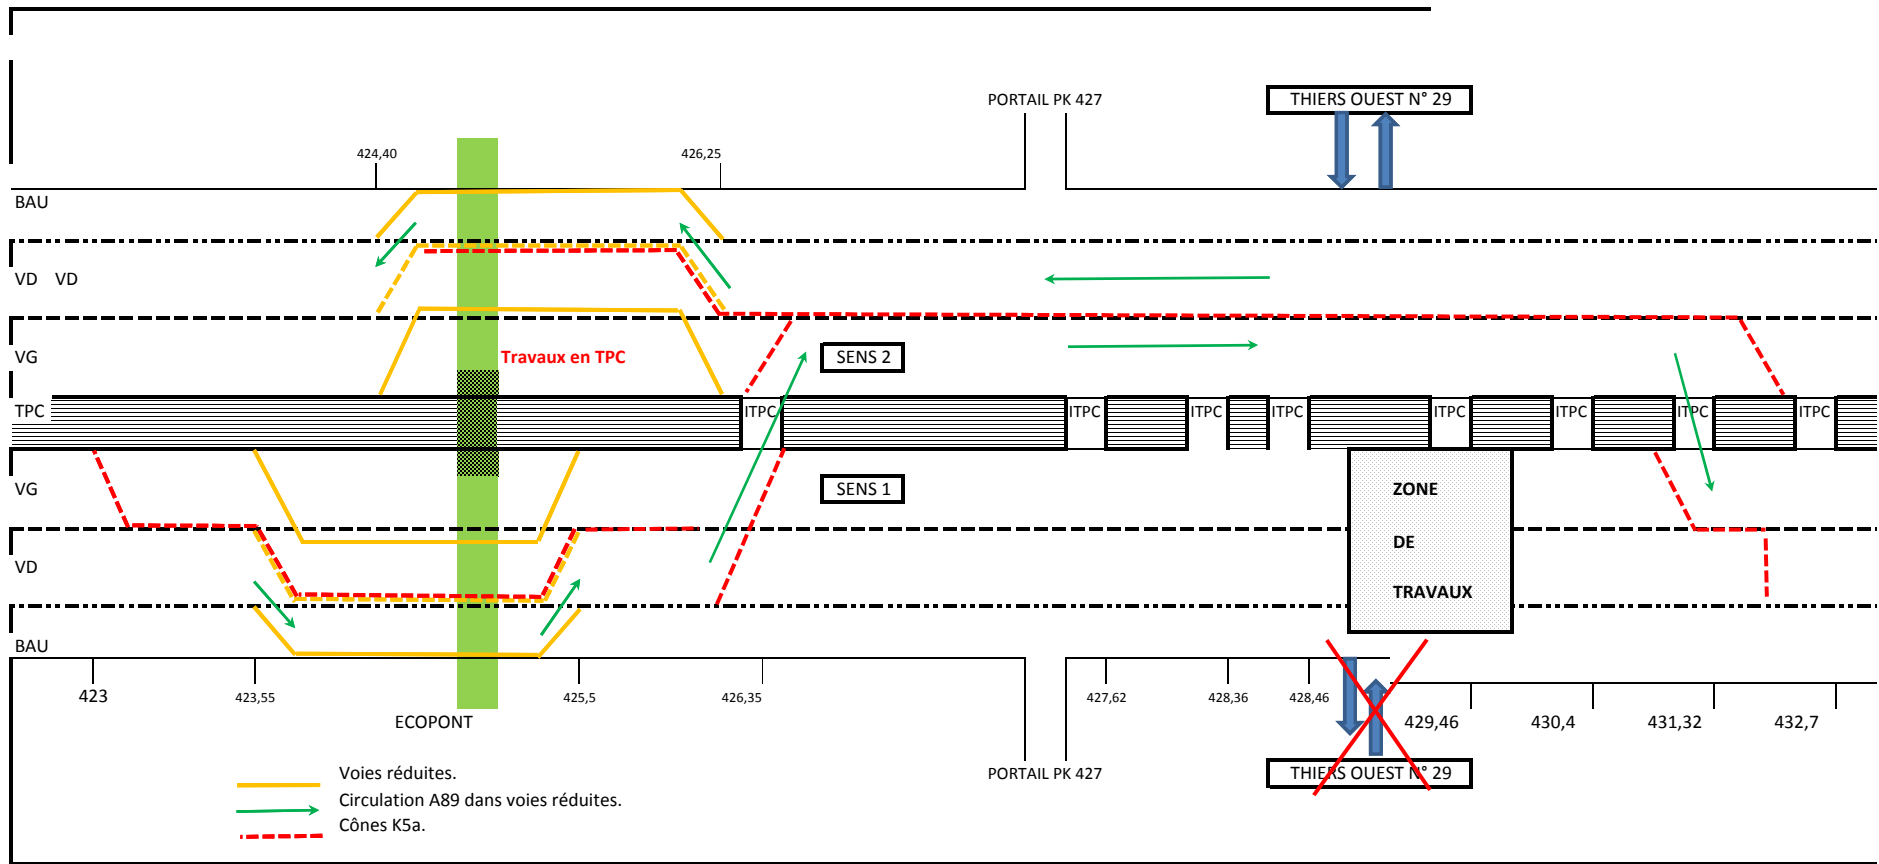 PORTAIL PK 427
THIERS OUEST N° 29
424,40
426,25
BAU
VD VD
VG
Travaux en TPC
SENS 2
TPC
ITPC
ITPC
ITPC
ITPC
ITPC
ITPC
ITPC
ITPC
VG
SENS 1
ZONE
DE
TRAVAUX
VD
BAU
423
423,55
425,5
426,35
427,62
428,36
428,46
429,46
430,4
431,32
432,7
ECOPONT
PORTAIL PK 427
THIERS OUEST N° 29
Voies réduites.
Circulation A89 dans voies réduites.
Cônes K5a.